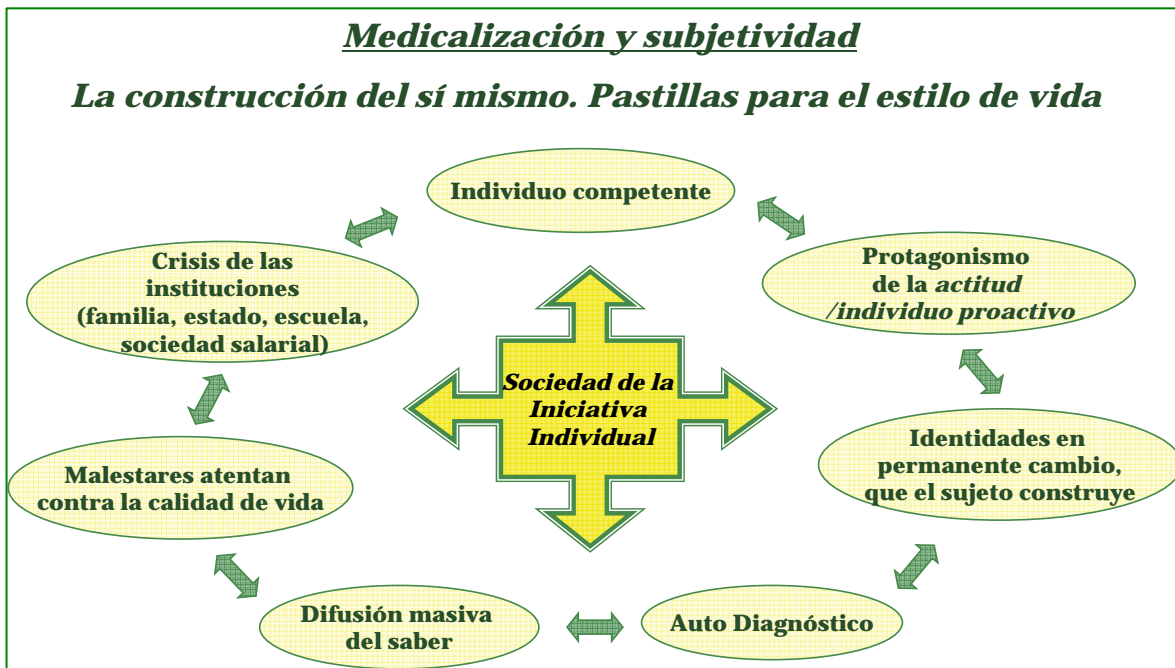 Medicalización y subjetividad
La construcción del sí mismo. Pastillas para el estilo de vida
Individuo competente
Crisis de las
instituciones
(familia, estado, escuela,
sociedad salarial)
Protagonismo
de la actitud
/individuo proactivo
Sociedad de la
Iniciativa
Individual
Malestares atentan
contra la calidad de vida
Identidades en
permanente cambio,
que el sujeto construye
Difusión masiva
del saber
Auto Diagnóstico